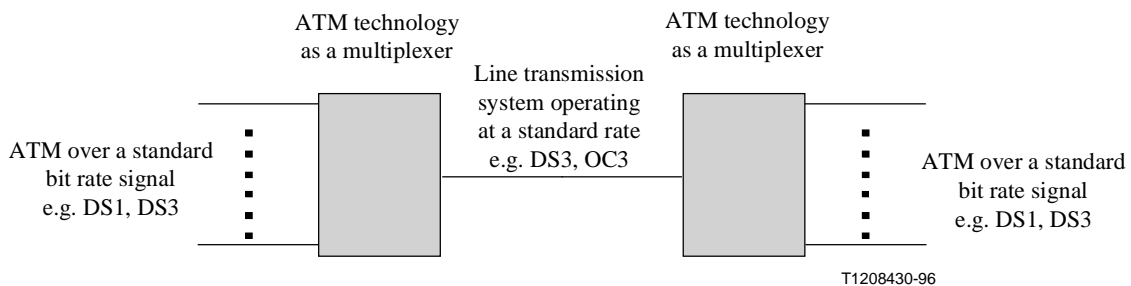 ATM technology
as a multiplexer
ATM technology
as a multiplexer
Line transmission
system operating
at a standard rate
e.g. DS3, OC3
ATM over a standard
bit rate signal
e.g. DS1, DS3
ATM over a standard
bit rate signal
e.g. DS1, DS3
T1208430-96